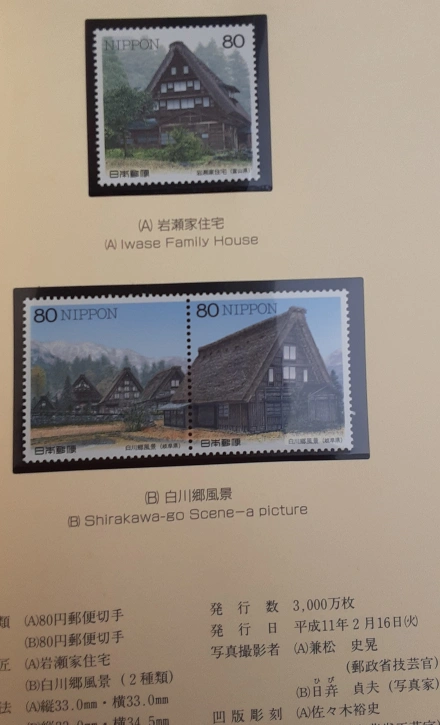 NIPPON 80
岩瀬家住宅(富山県)
日本郵便
(A) 岩瀬家住宅
(A) Iwase Family House
80 NIPPON
80 NIPPON
白川郷風景(岐阜県)
日本郵便
白川郷風景(岐阜県)
日本郵便
(B) 白川郷風景
(B) Shirakawa-go Scene–a picture
類 (A)80円郵便切手
(B)80円郵便切手
匠 (A)岩瀬家住宅
(B)白川郷風景(2種類)
法 (A)縦33.0mm・横33.0mm
発行数 3,000万枚
発行日 平成11年2月16日(火)
写真撮影者 (A)兼松 史晃
(郵政省技芸官)
(B)日弃 貞夫(写真家)
ひび
凹版彫刻 (A)佐々木裕史